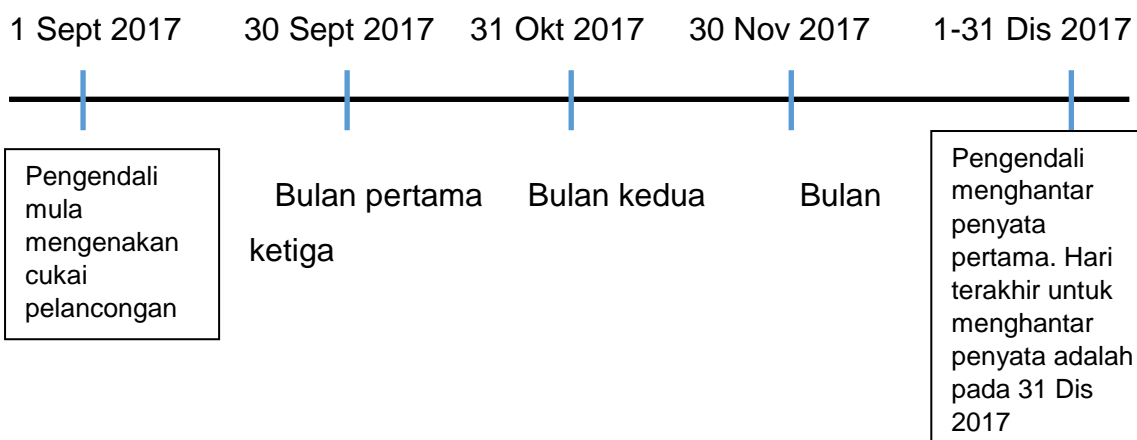 1 Sept 2017 30 Sept 2017 31 Okt 2017 30 Nov 2017 1-31 Dis 2017
Pengendali
mula
mengenakan
cukai
pelancongan
Bulan pertama Bulan kedua Bulan
ketiga
Pengendali
menghantar
penyata
pertama. Hari
terakhir untuk
menghantar
penyata adalah
pada 31 Dis
2017